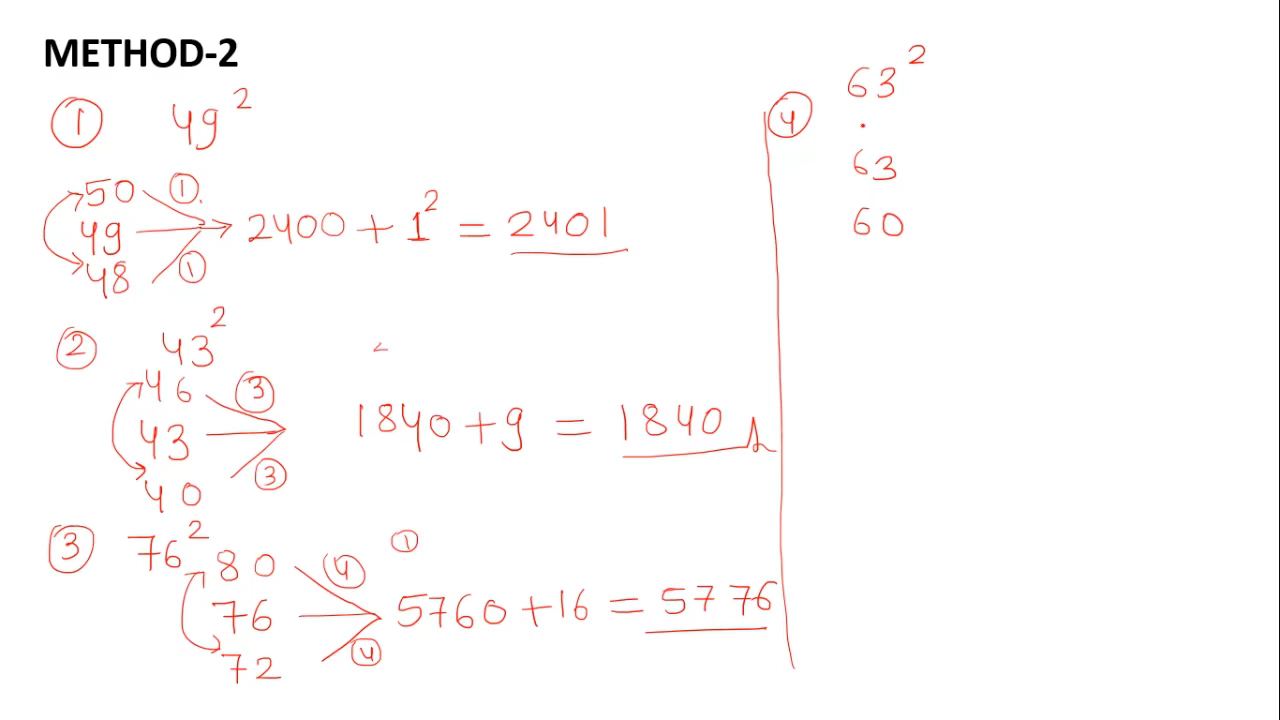 METHOD-2
① 49²
50 ①
49 2400 + 1² = 2401
48 ①
② 43²
46 ③
43 1840 + 9 = 1840
40 ③
③ 76² 80 ④ ①
76 5760 + 16 = 5776
72 ④
④ 63²
63
60